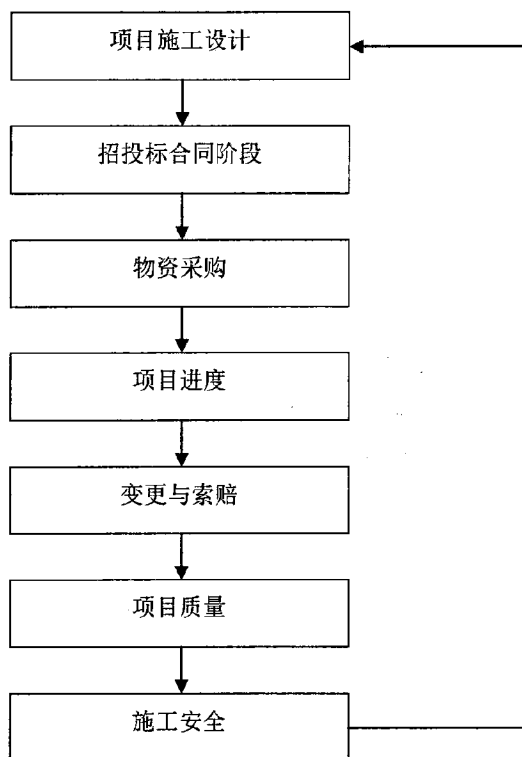 项目施工设计
招投标合同阶段
物资采购
项目进度
变更与索赔
项目质量
施工安全